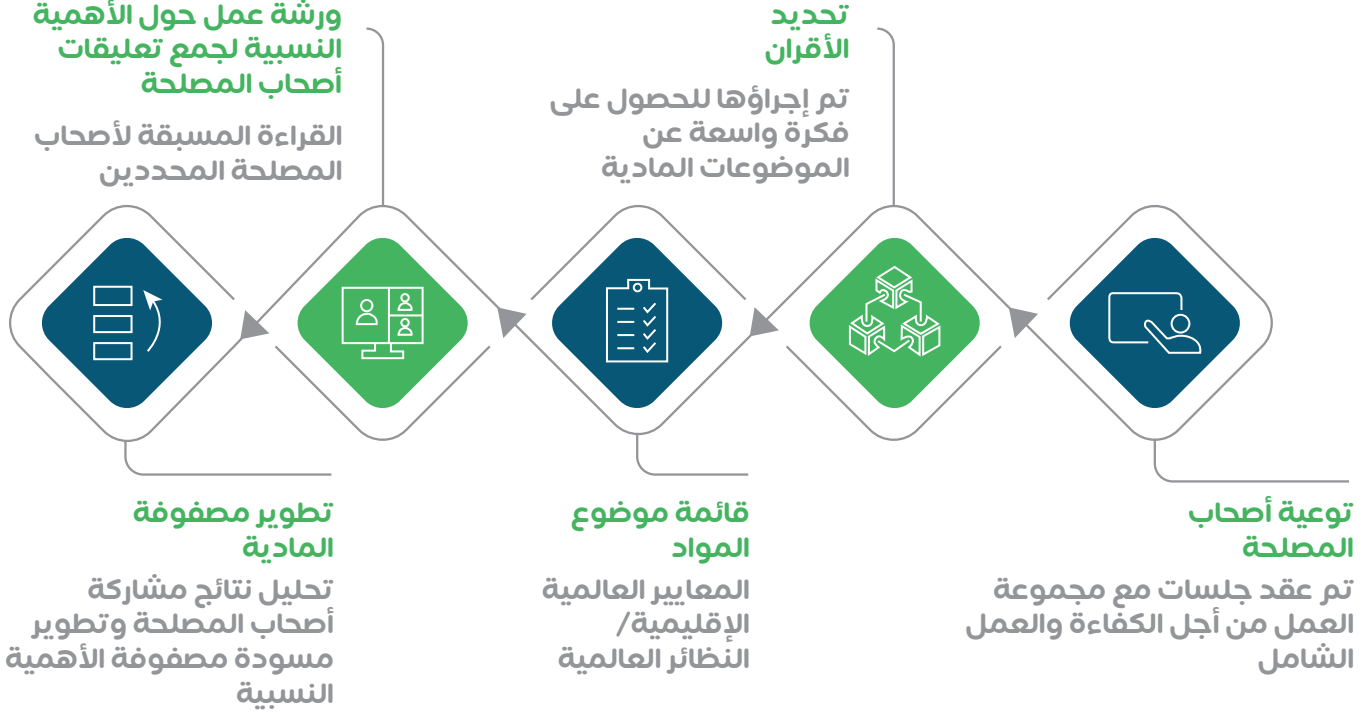 توعية أصحاب
المصلحة
تم عقد جلسات مع مجموعة
العمل من أجل الكفاءة والعمل
الشامل
تحديد
الأقران
تم إجراؤها للحصول على
فكرة واسعة عن
الموضوعات المادية
قائمة موضوع
المواد
المعايير العالمية
الإقليمية/
النظائر العالمية
ورشة عمل حول الأهمية
النسبية لجمع تعليقات
أصحاب المصلحة
القراءة المسبقة لأصحاب
المصلحة المحددين
تطوير مصفوفة
المادية
تحليل نتائج مشاركة
أصحاب المصلحة وتطوير
مسودة مصفوفة الأهمية
النسبية